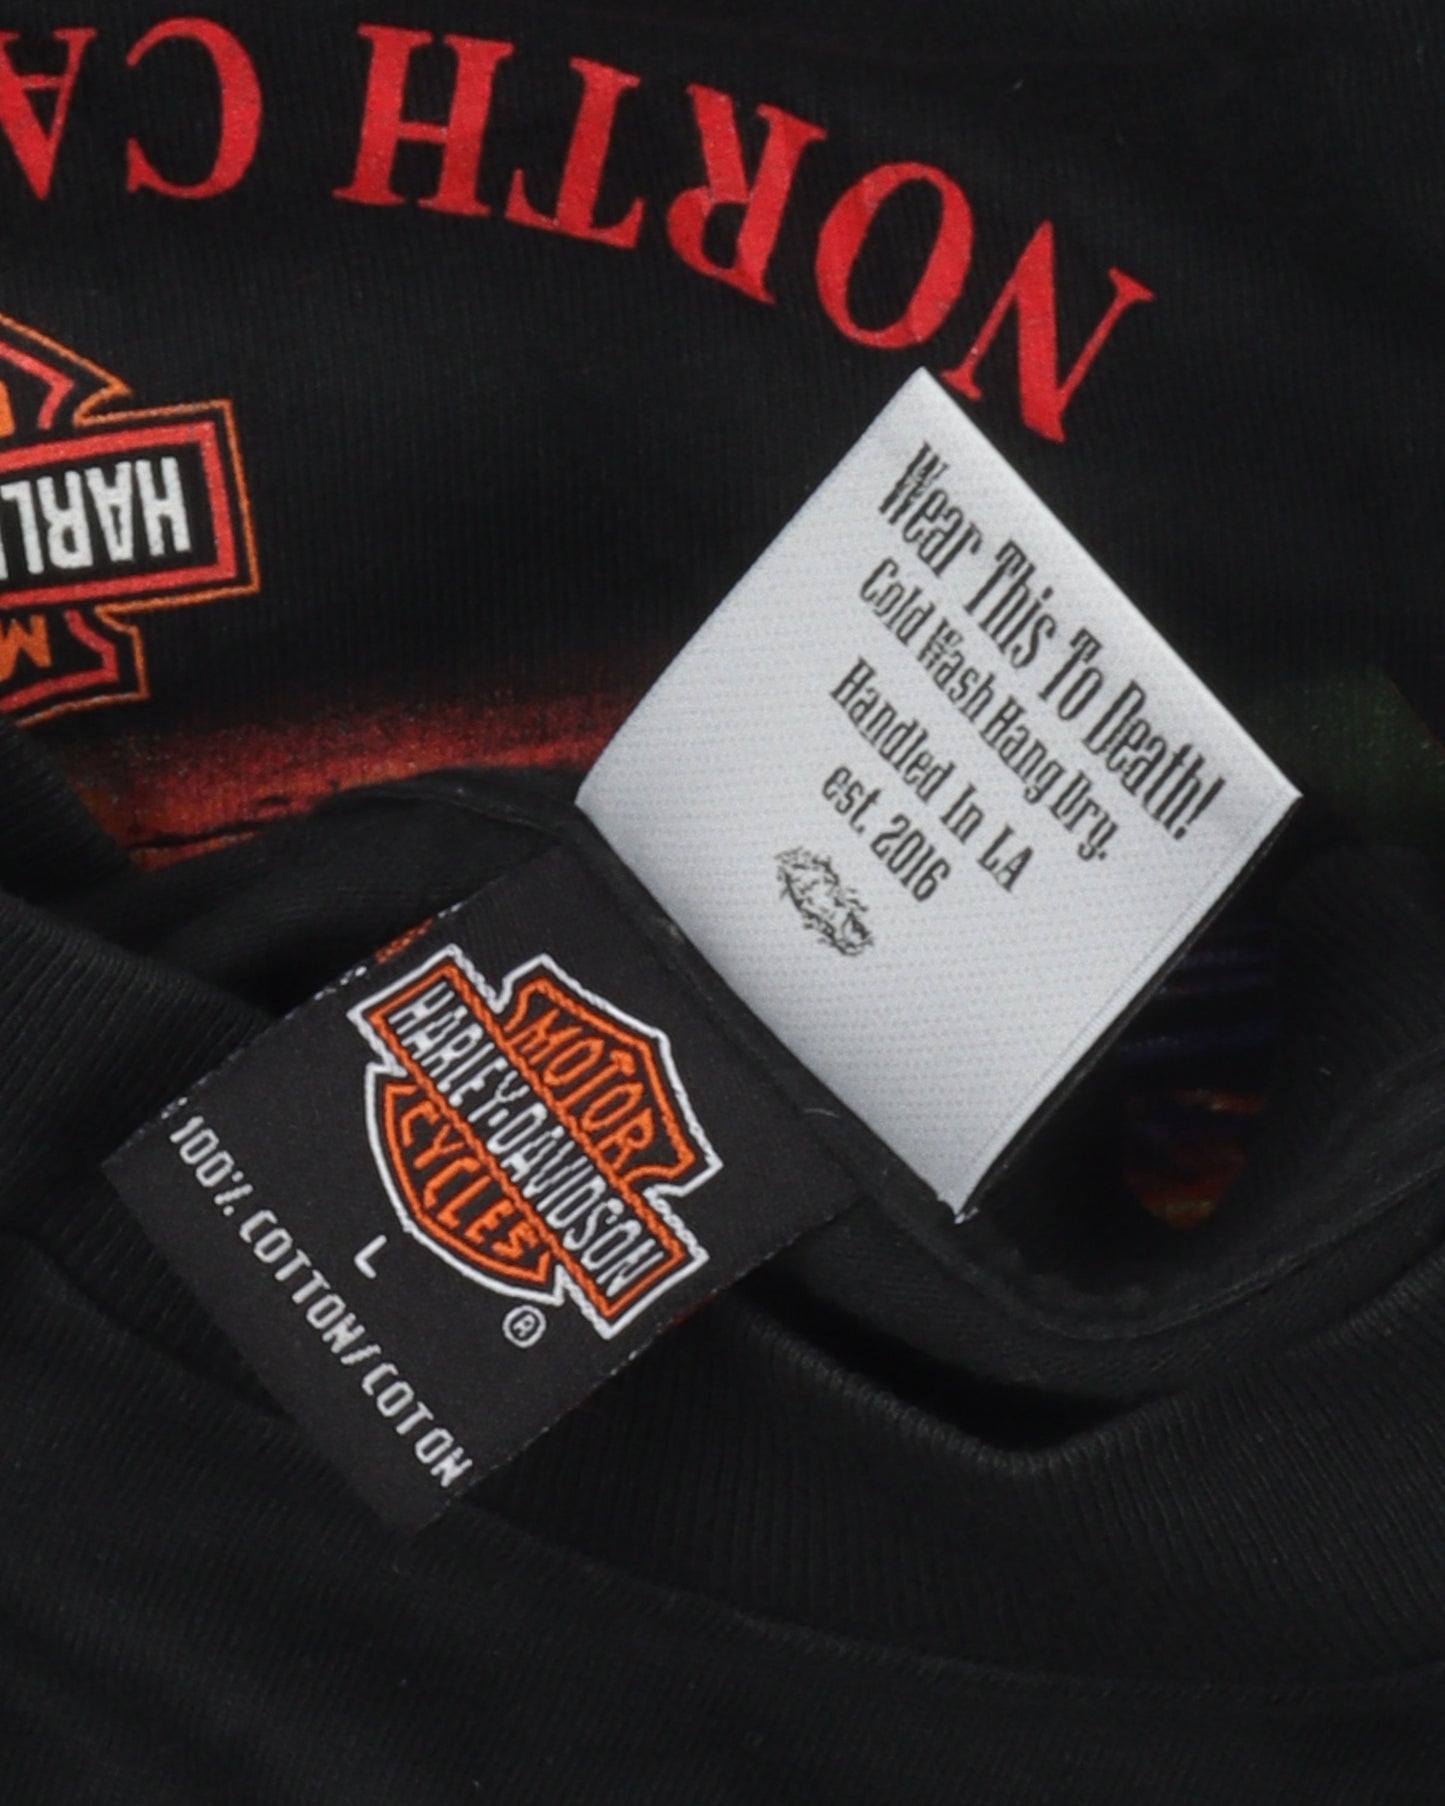 NORTH CA
HARL
M
Wear This To Death!
Cold Wash Hang Dry.
Handled In LA
est. 2016
MOTOR
HARLEY-DAVIDSON
CYCLES
®
L
100% COTTON/COTON